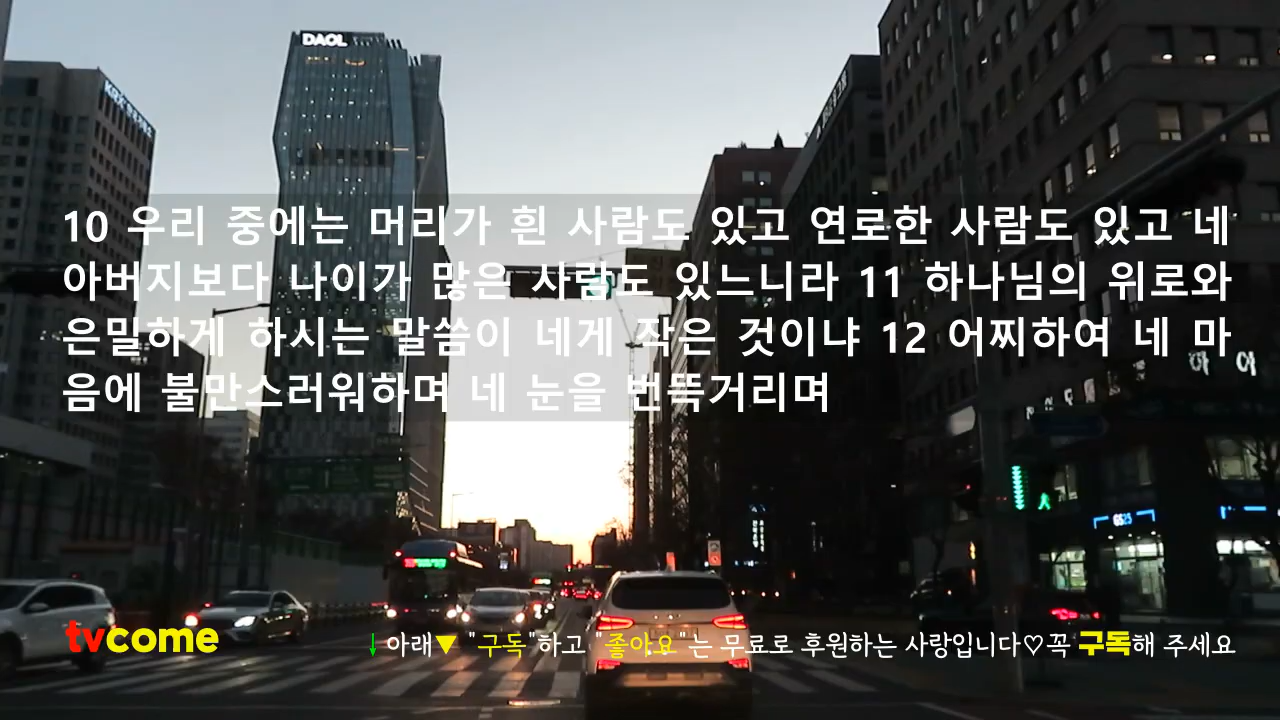 DAOL
10 우리 중에는 머리가 흰 사람도 있고 연로한 사람도 있고 네
아버지보다 나이가 많은 사람도 있느니라 11 하나님의 위로와
은밀하게 하시는 말씀이 네게 작은 것이냐 12 어찌하여 네 마
음에 불만스러워하며 네 눈을 번뜩거리며
GS25
tvcome
↓아래▼ "구독"하고 "좋아요"는 무료로 후원하는 사랑입니다♡꼭 구독해 주세요